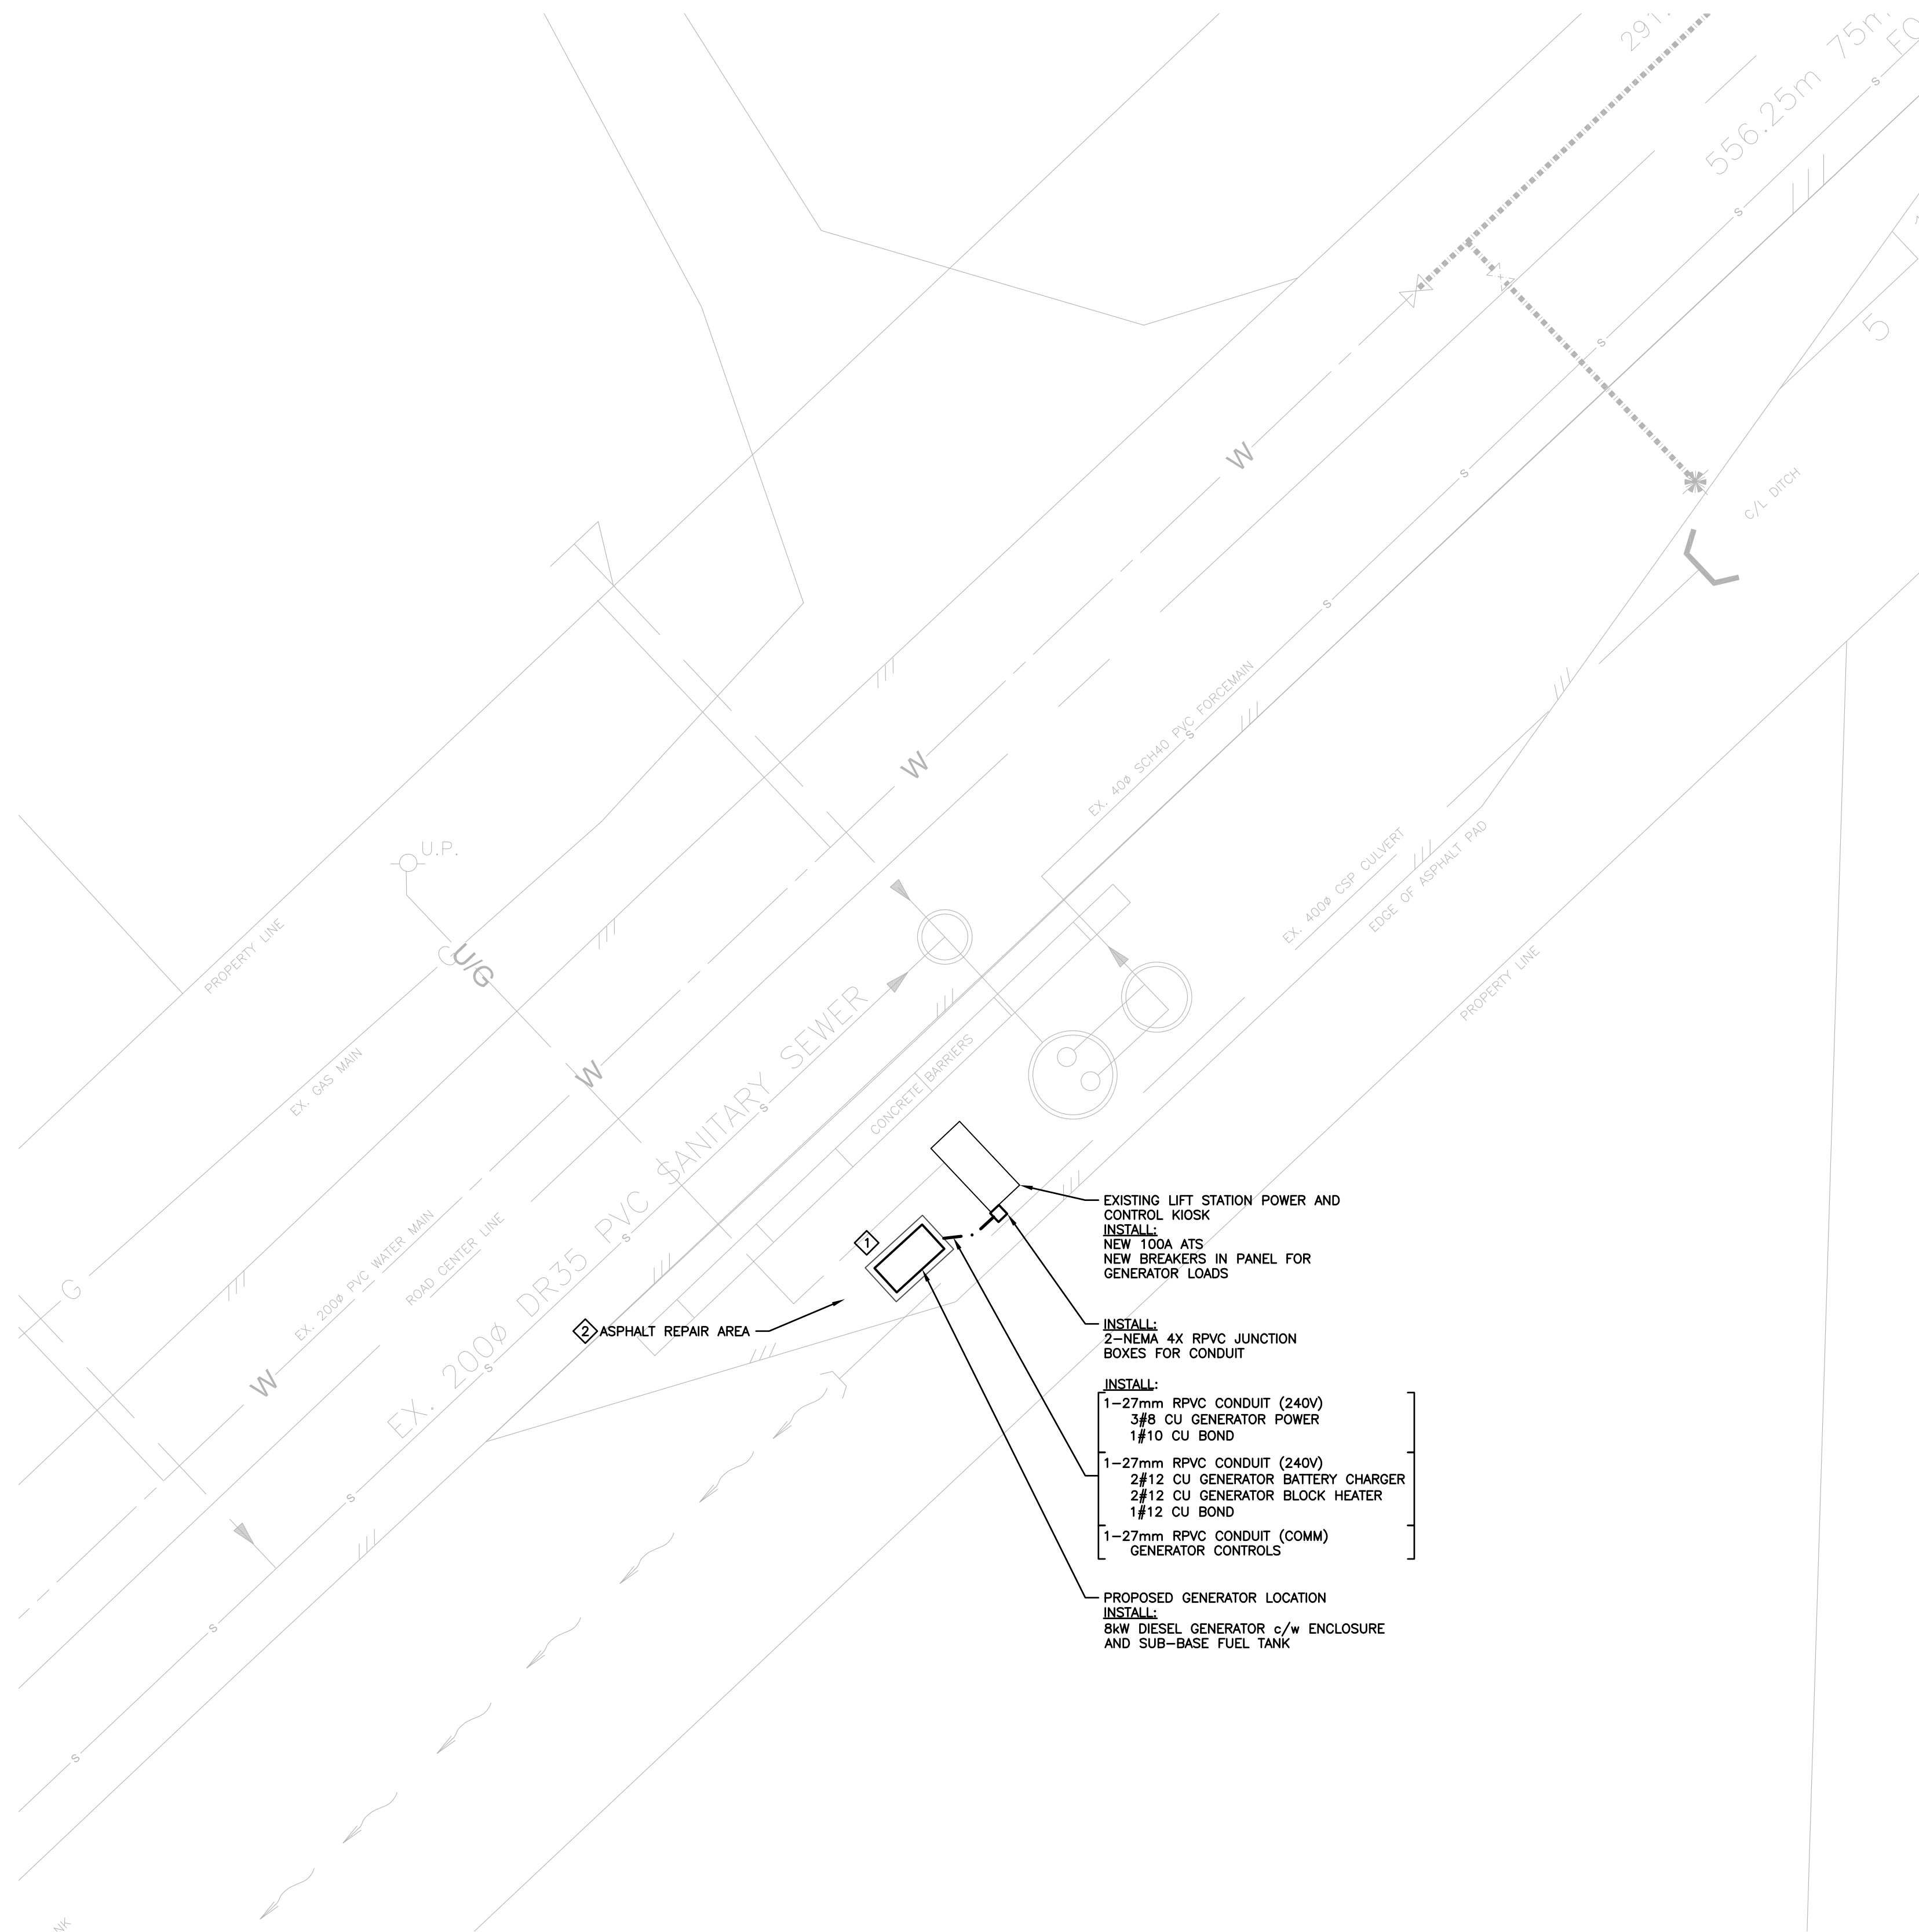 291.
556.25m 75m
5
C/L DITCH
W
EX. 40ø SCH40 PVC FORCEMAIN
W
U.P.
G
U/G
PROPERTY LINE
EX. 400ø CSP CULVERT
EDGE OF ASPHALT PAD
PROPERTY LINE
EX. GAS MAIN
W
CONCRETE BARRIERS
EX. 200ø DR35 PVC SANITARY SEWER
G
EX. 200ø PVC WATER MAIN
ROAD CENTER LINE
W
1
2 ASPHALT REPAIR AREA
EXISTING LIFT STATION POWER AND
CONTROL KIOSK
INSTALL:
NEW 100A ATS
NEW BREAKERS IN PANEL FOR
GENERATOR LOADS
INSTALL:
2-NEMA 4X RPVC JUNCTION
BOXES FOR CONDUIT
INSTALL:
1-27mm RPVC CONDUIT (240V)
3#8 CU GENERATOR POWER
1#10 CU BOND
1-27mm RPVC CONDUIT (240V)
2#12 CU GENERATOR BATTERY CHARGER
2#12 CU GENERATOR BLOCK HEATER
1#12 CU BOND
1-27mm RPVC CONDUIT (COMM)
GENERATOR CONTROLS
PROPOSED GENERATOR LOCATION
INSTALL:
8kW DIESEL GENERATOR c/w ENCLOSURE
AND SUB-BASE FUEL TANK
S
S
S
S
S
S
S
S
S
S
S
S